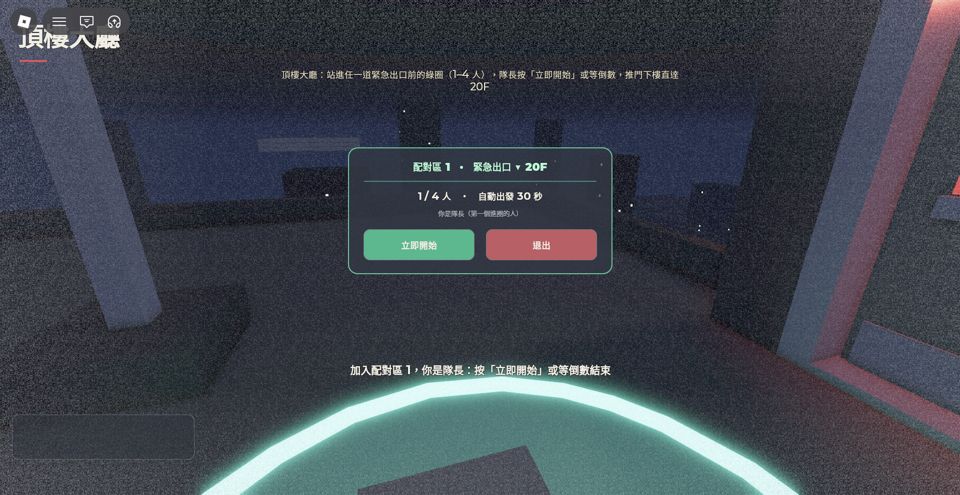 頂樓大廳
頂樓大廳：站進任一道緊急出口前的綠圈（1–4 人），隊長按「立即開始」或等倒數，推門下樓直達
20F
配對區 1 • 緊急出口 ▼ 20F
1 / 4 人 • 自動出發 30 秒
你是隊長（第一個進圈的人）
立即開始
退出
加入配對區 1，你是隊長：按「立即開始」或等倒數結束